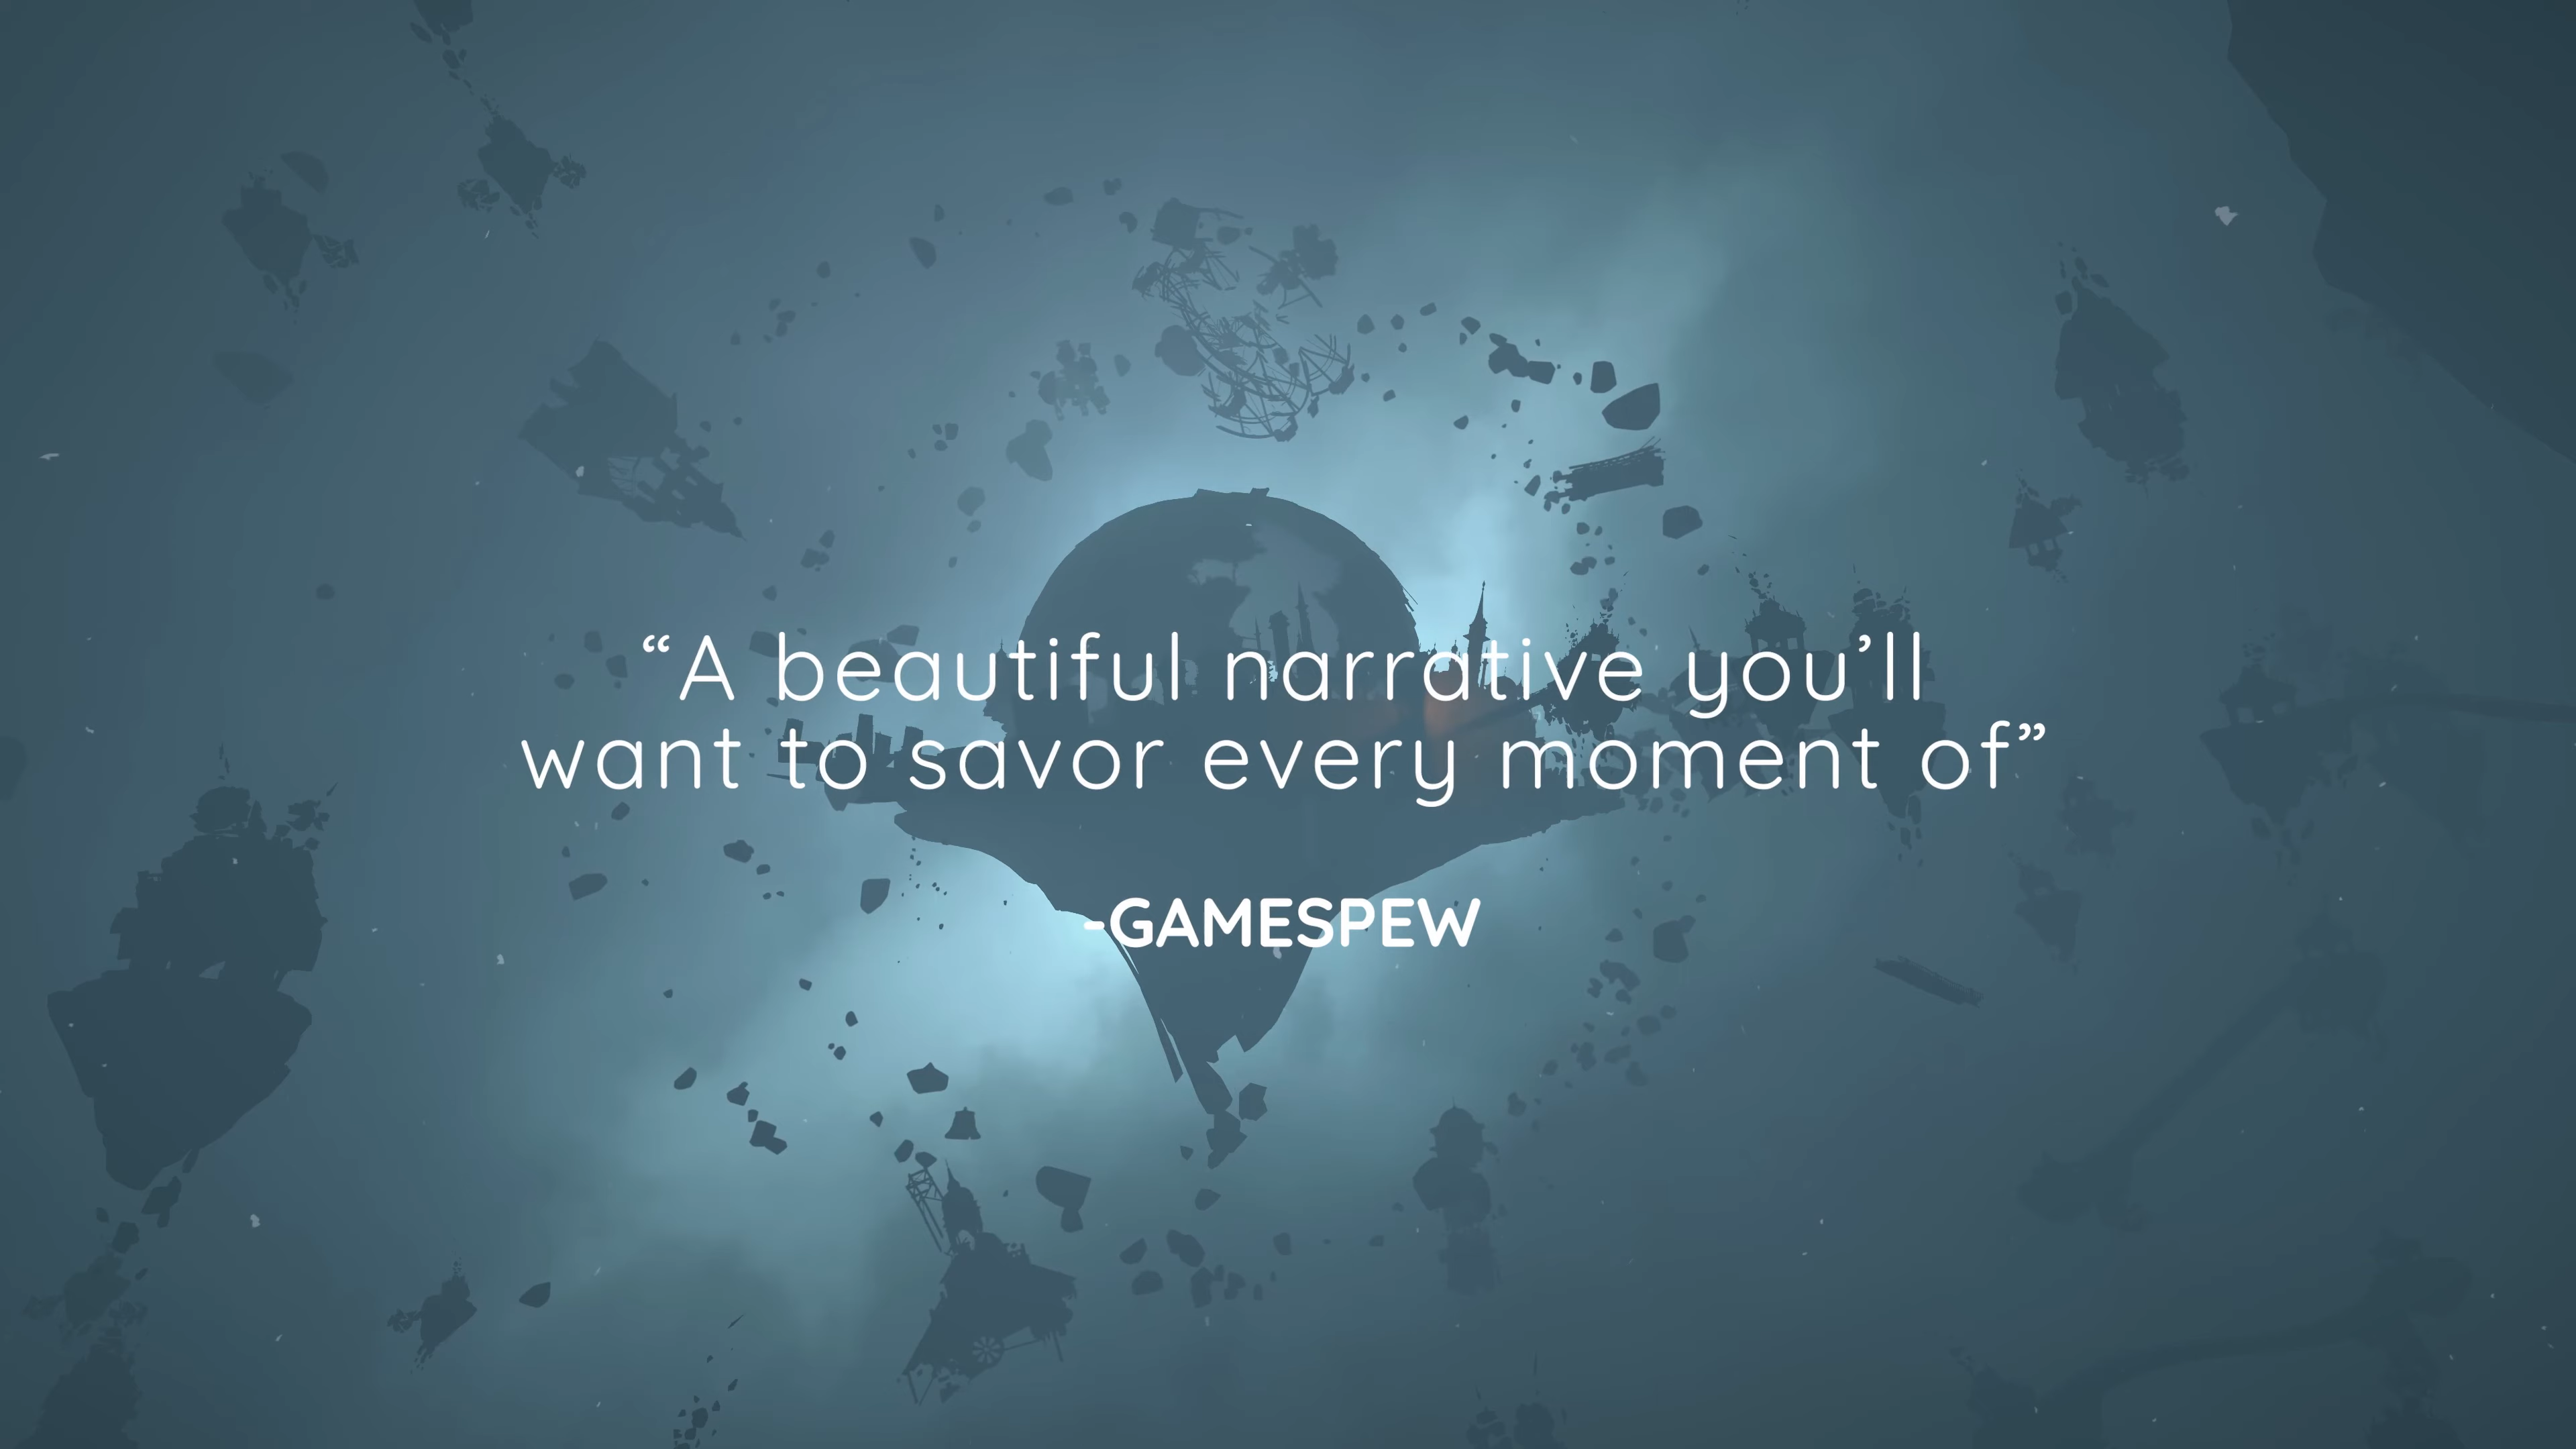 “A beautiful narrative you’ll
want to savor every moment of”
-GAMESPEW